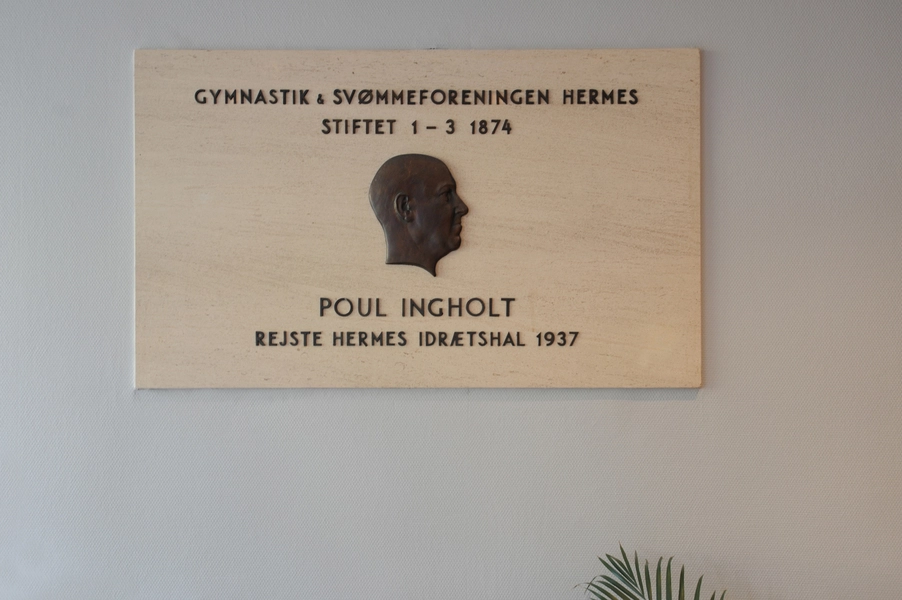 GYMNASTIK & SVØMMEFORENINGEN HERMES
STIFTET 1 – 3 1874
POUL INGHOLT
REJSTE HERMES IDRÆTSHAL 1937